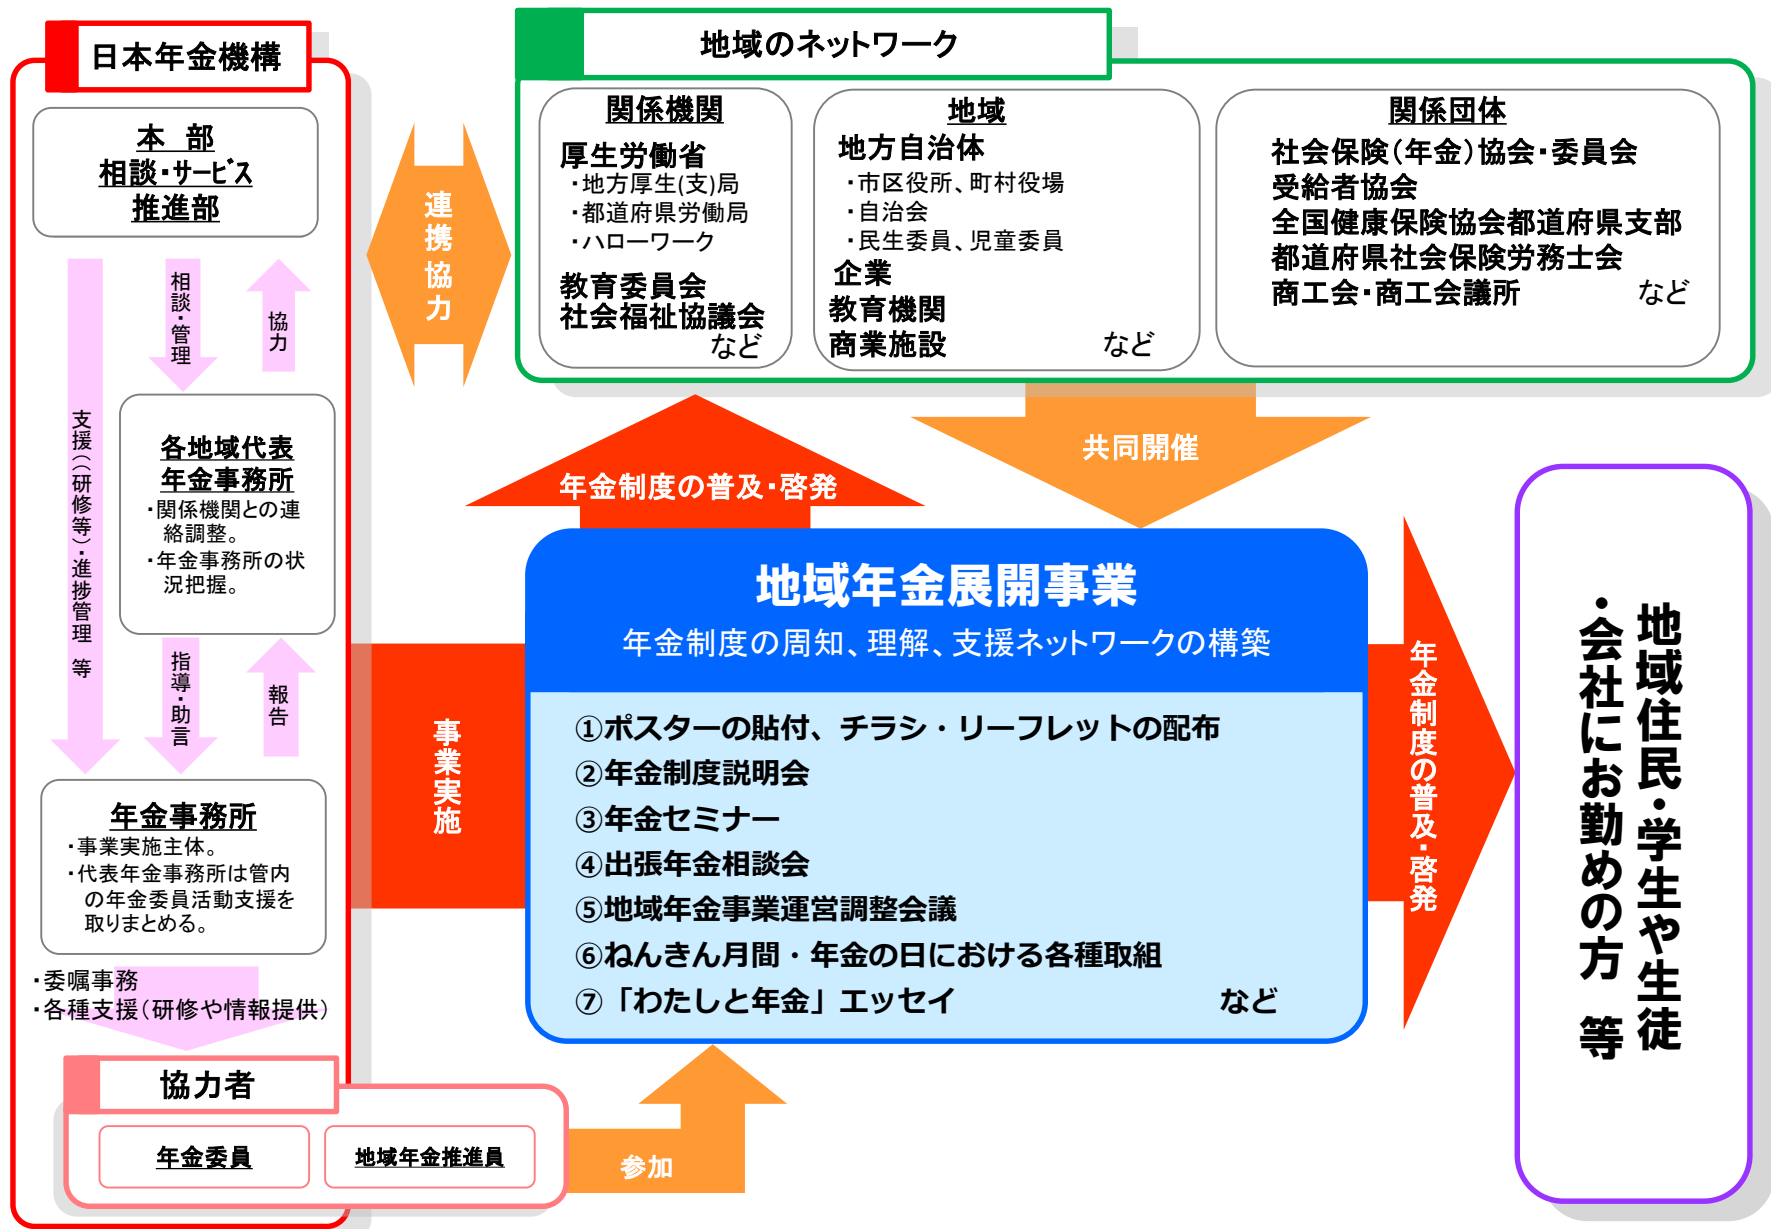 日本年金機構
本 部
相談・サービス
推進部
相談・管理
協力
支援((研修等)・進捗管理 等
各地域代表
年金事務所
・関係機関との連
絡調整。
・年金事務所の状
況把握。
指導・助言
報告
年金事務所
・事業実施主体。
・代表年金事務所は管内
の年金委員活動支援を
取りまとめる。
・委嘱事務
・各種支援(研修や情報提供)
協力者
年金委員
地域年金推進員
連携協力
地域のネットワーク
関係機関
厚生労働省
・地方厚生(支)局
・都道府県労働局
・ハローワーク
教育委員会
社会福祉協議会
など
地域
地方自治体
・市区役所、町村役場
・自治会
・民生委員、児童委員
企業
教育機関
商業施設 など
関係団体
社会保険(年金)協会・委員会
受給者協会
全国健康保険協会都道府県支部
都道府県社会保険労務士会
商工会・商工会議所 など
年金制度の普及・啓発
共同開催
事業実施
地域年金展開事業
年金制度の周知、理解、支援ネットワークの構築
①ポスターの貼付、チラシ・リーフレットの配布
②年金制度説明会
③年金セミナー
④出張年金相談会
⑤地域年金事業運営調整会議
⑥ねんきん月間・年金の日における各種取組
⑦「わたしと年金」エッセイ など
参加
年金制度の普及・啓発
地域住民・学生や生徒
・会社にお勤めの方 等